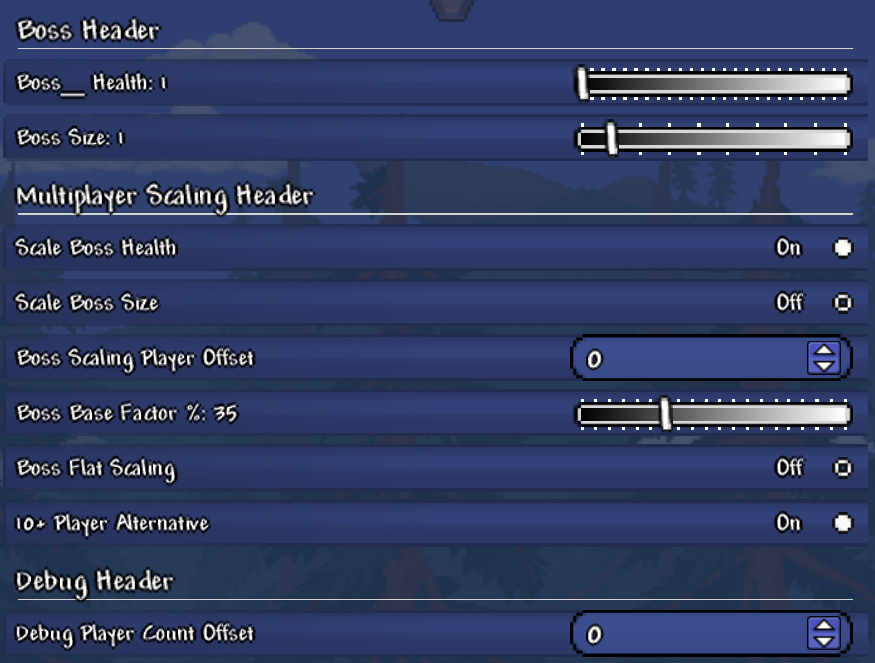 Boss Header
Boss__ Health: 1
Boss Size: 1
Multiplayer Scaling Header
Scale Boss Health On
Scale Boss Size Off
Boss Scaling Player Offset 0
Boss Base Factor %: 35
Boss Flat Scaling Off
10+ Player Alternative On
Debug Header
Debug Player Count Offset 0